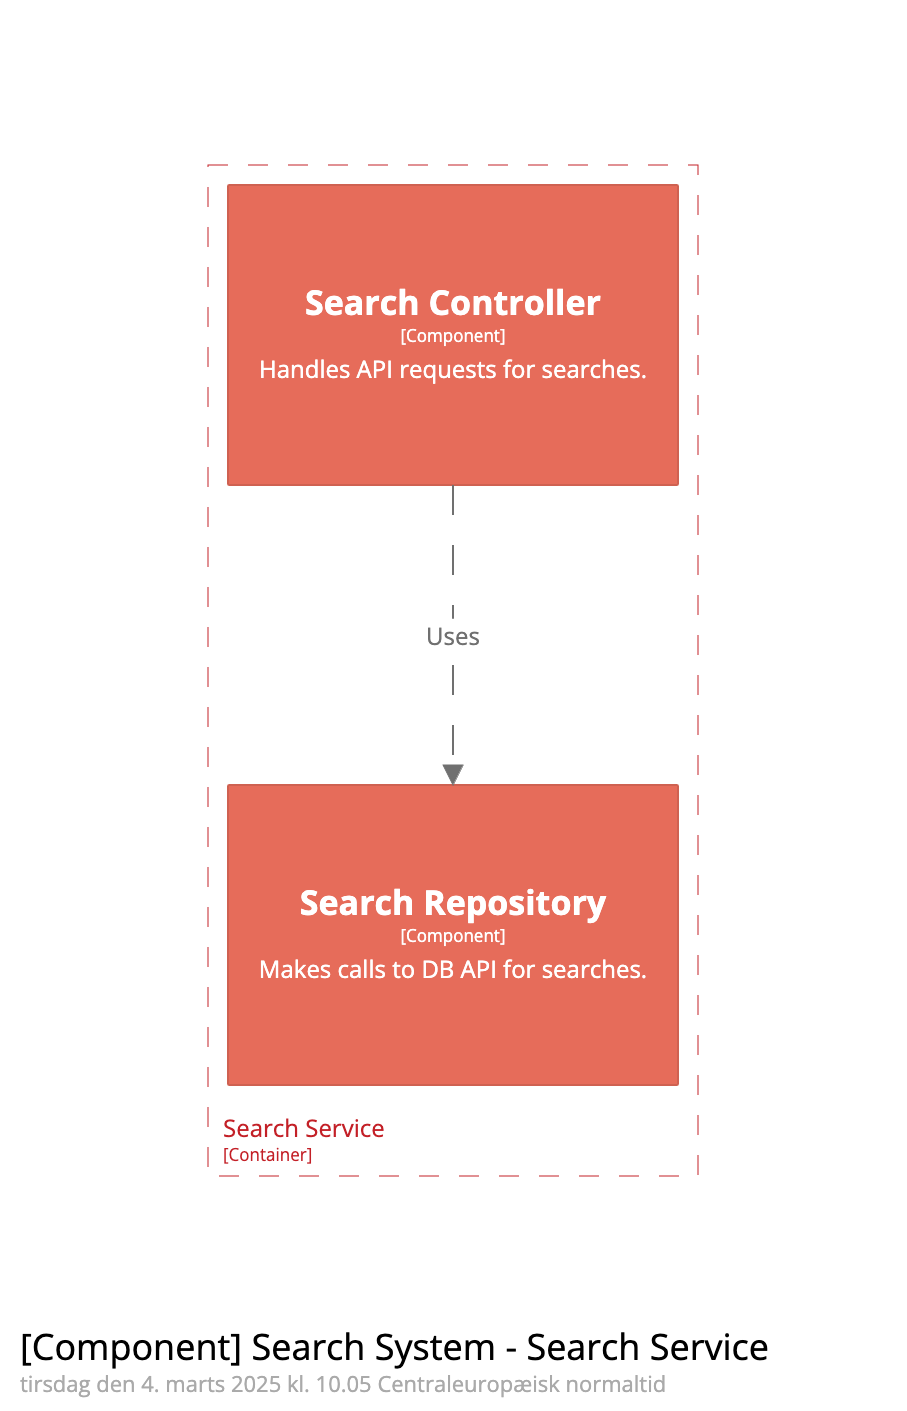 Search Controller
[Component]
Handles API requests for searches.
Uses
Search Repository
[Component]
Makes calls to DB API for searches.
Search Service
[Container]
[Component] Search System - Search Service
tirsdag den 4. marts 2025 kl. 10.05 Centraleuropæisk normaltid